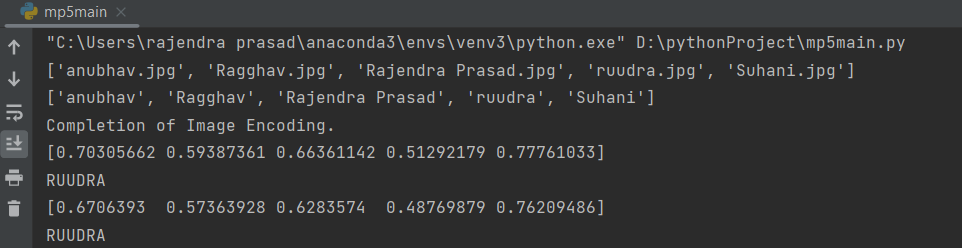 mp5main
"C:\Users\rajendra prasad\anaconda3\envs\venv3\python.exe" D:\pythonProject\mp5main.py
['anubhav.jpg', 'Ragghav.jpg', 'Rajendra Prasad.jpg', 'ruudra.jpg', 'Suhani.jpg']
['anubhav', 'Ragghav', 'Rajendra Prasad', 'ruudra', 'Suhani']
Completion of Image Encoding.
[0.70305662 0.59387361 0.66361142 0.51292179 0.77761033]
RUUDRA
[0.6706393  0.57363928 0.6283574  0.48769879 0.76209486]
RUUDRA